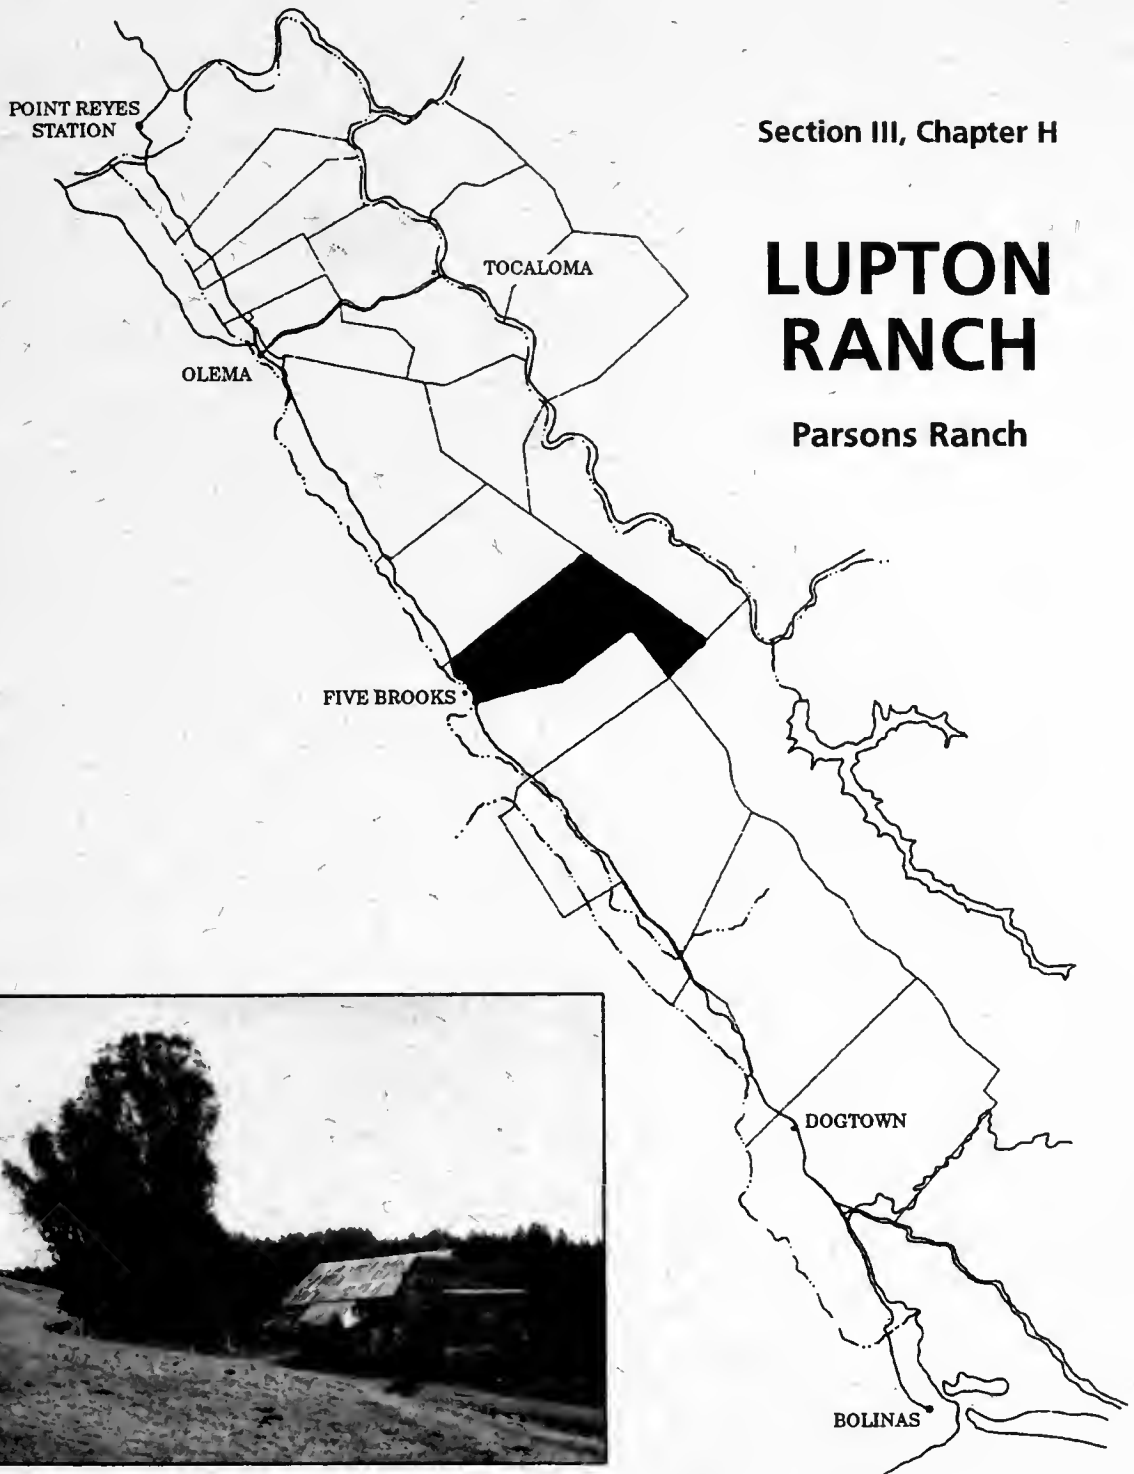 POINT REYES
STATION
Section III, Chapter H
LUPTON
RANCH
Parsons Ranch
TOCALOMA
OLEMA
FIVE BROOKS
DOGTOWN
BOLINAS